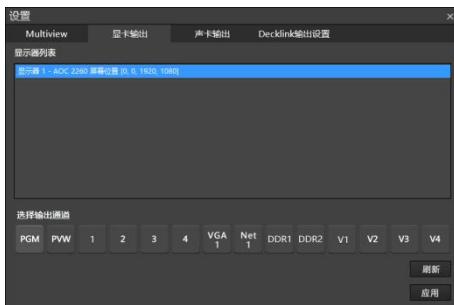 设置 ×
Multiview 显卡输出 声卡输出 Decklink输出设置
显示器列表
显示器 1 - AOC 2260 屏幕位置 [0, 0, 1920, 1080]
选择输出通道
PGM PVW 1 2 3 4 VGA 1 Net 1 DDR1 DDR2 V1 V2 V3 V4
刷新
应用